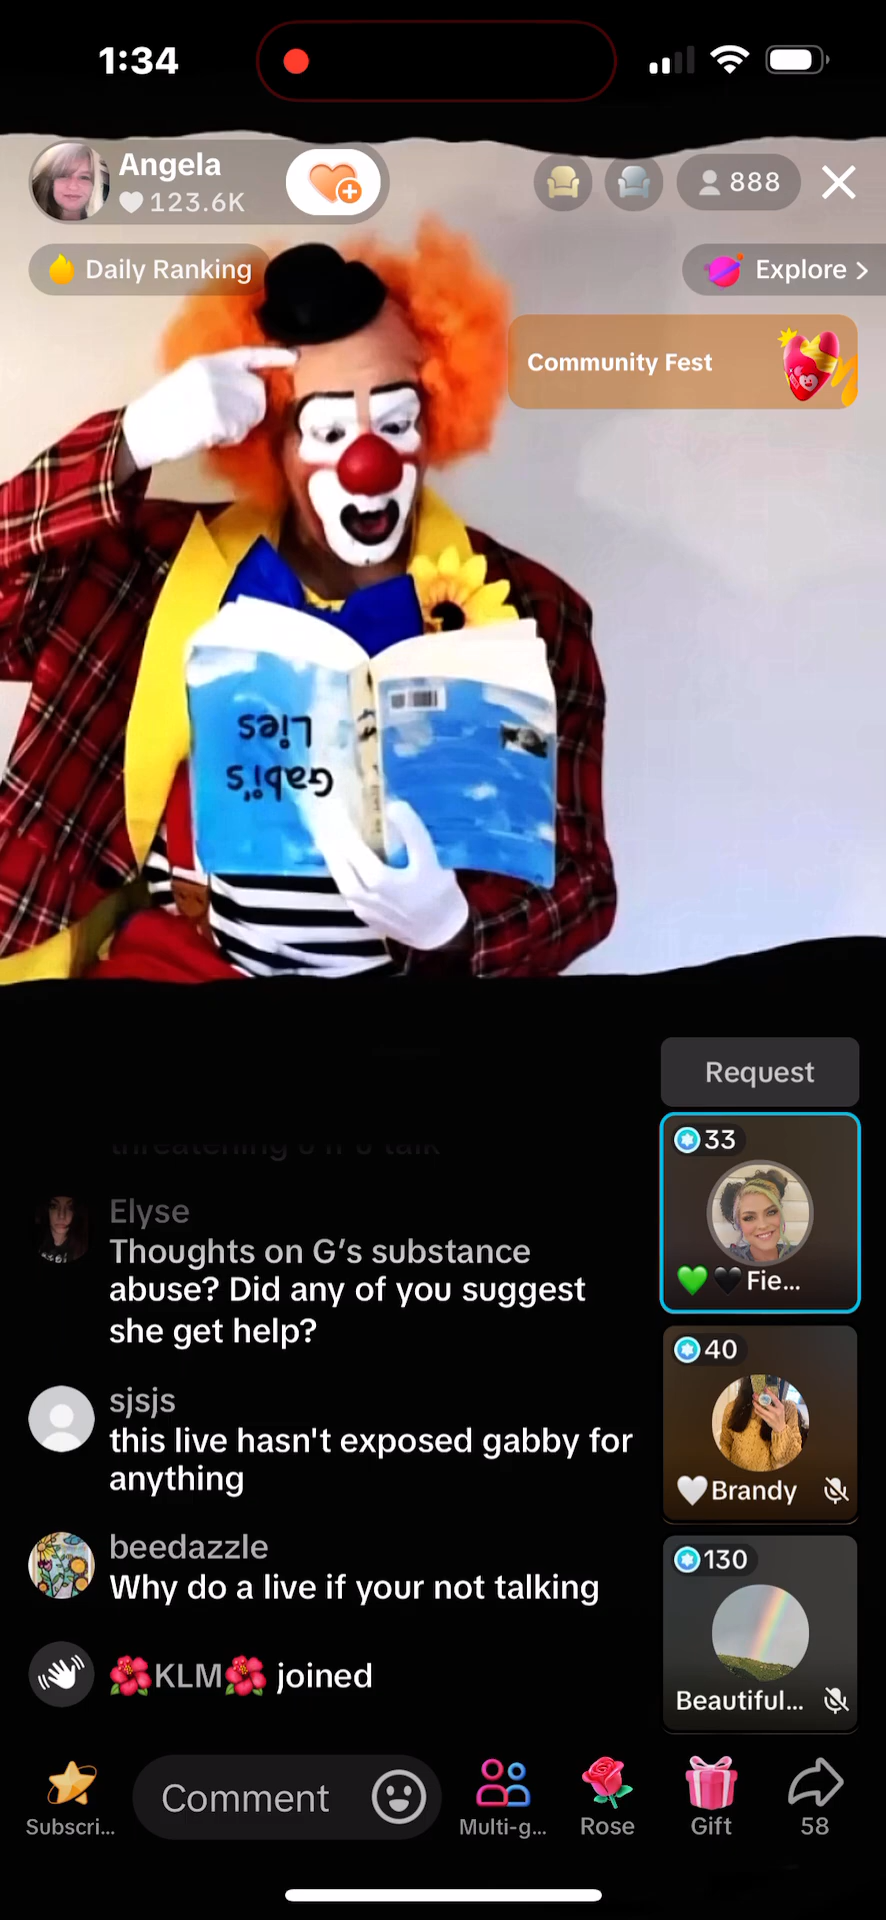 1:34
Angela
123.6K
888
Daily Ranking
Explore >
Community Fest
Gabi's
Lies
Request
threatening
33
Fie...
Elyse
Thoughts on G's substance
abuse? Did any of you suggest
she get help?
40
Brandy
sjsjs
this live hasn't exposed gabby for
anything
130
Beautiful...
beedazzle
Why do a live if your not talking
KLM joined
Comment
Subscri...
Multi-g...
Rose
Gift
58